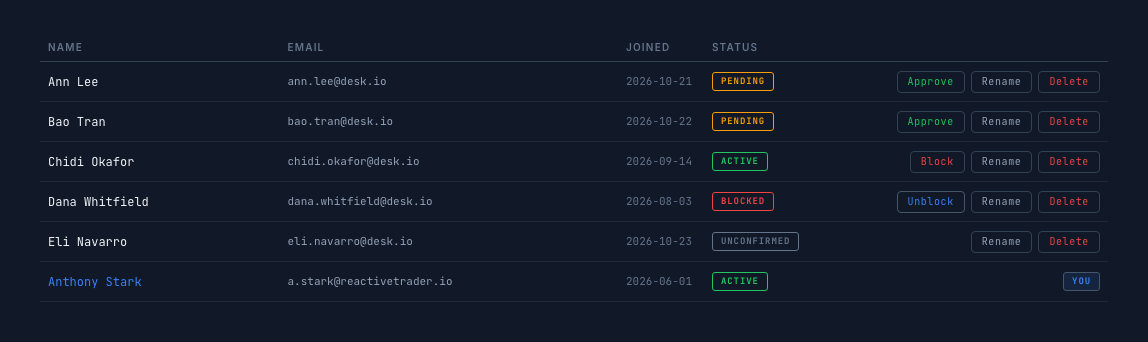 NAME EMAIL JOINED STATUS
Ann Lee ann.lee@desk.io 2026-10-21 PENDING Approve Rename Delete
Bao Tran bao.tran@desk.io 2026-10-22 PENDING Approve Rename Delete
Chidi Okafor chidi.okafor@desk.io 2026-09-14 ACTIVE Block Rename Delete
Dana Whitfield dana.whitfield@desk.io 2026-08-03 BLOCKED Unblock Rename Delete
Eli Navarro eli.navarro@desk.io 2026-10-23 UNCONFIRMED Rename Delete
Anthony Stark a.stark@reactivetrader.io 2026-06-01 ACTIVE YOU